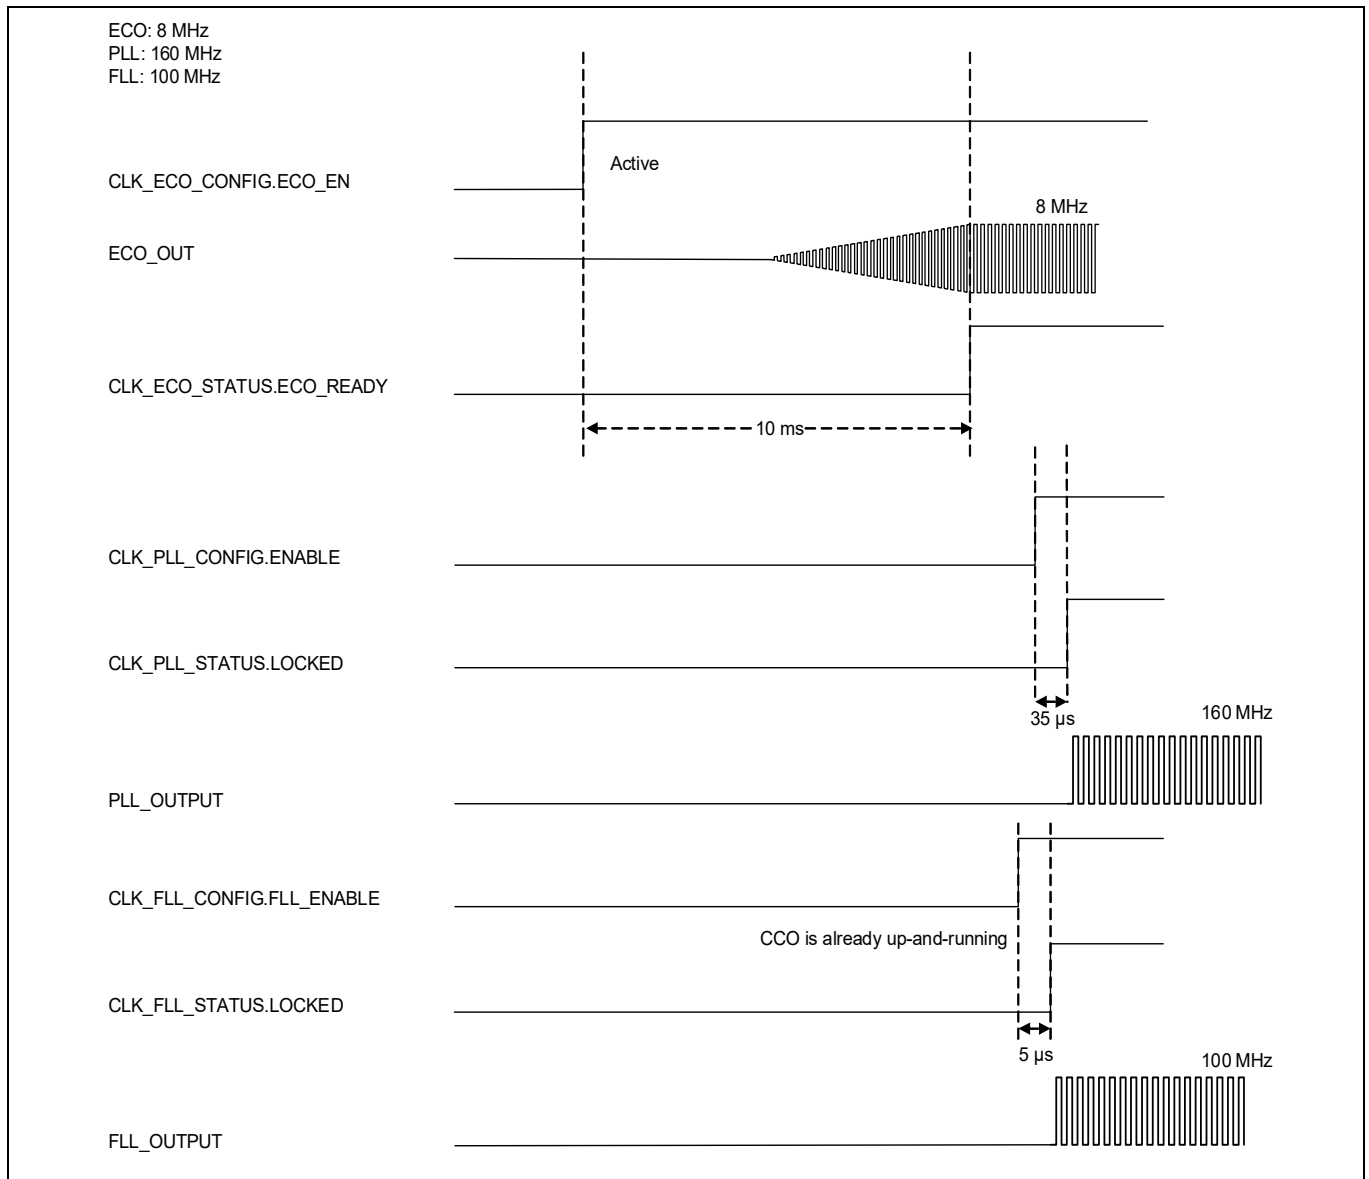 ECO: 8 MHz
PLL: 160 MHz
FLL: 100 MHz
Active
CLK_ECO_CONFIG.ECO_EN
8 MHz
ECO_OUT
CLK_ECO_STATUS.ECO_READY
10 ms
CLK_PLL_CONFIG.ENABLE
CLK_PLL_STATUS.LOCKED
35 µs
160 MHz
PLL_OUTPUT
CLK_FLL_CONFIG.FLL_ENABLE
CCO is already up-and-running
CLK_FLL_STATUS.LOCKED
5 µs
100 MHz
FLL_OUTPUT